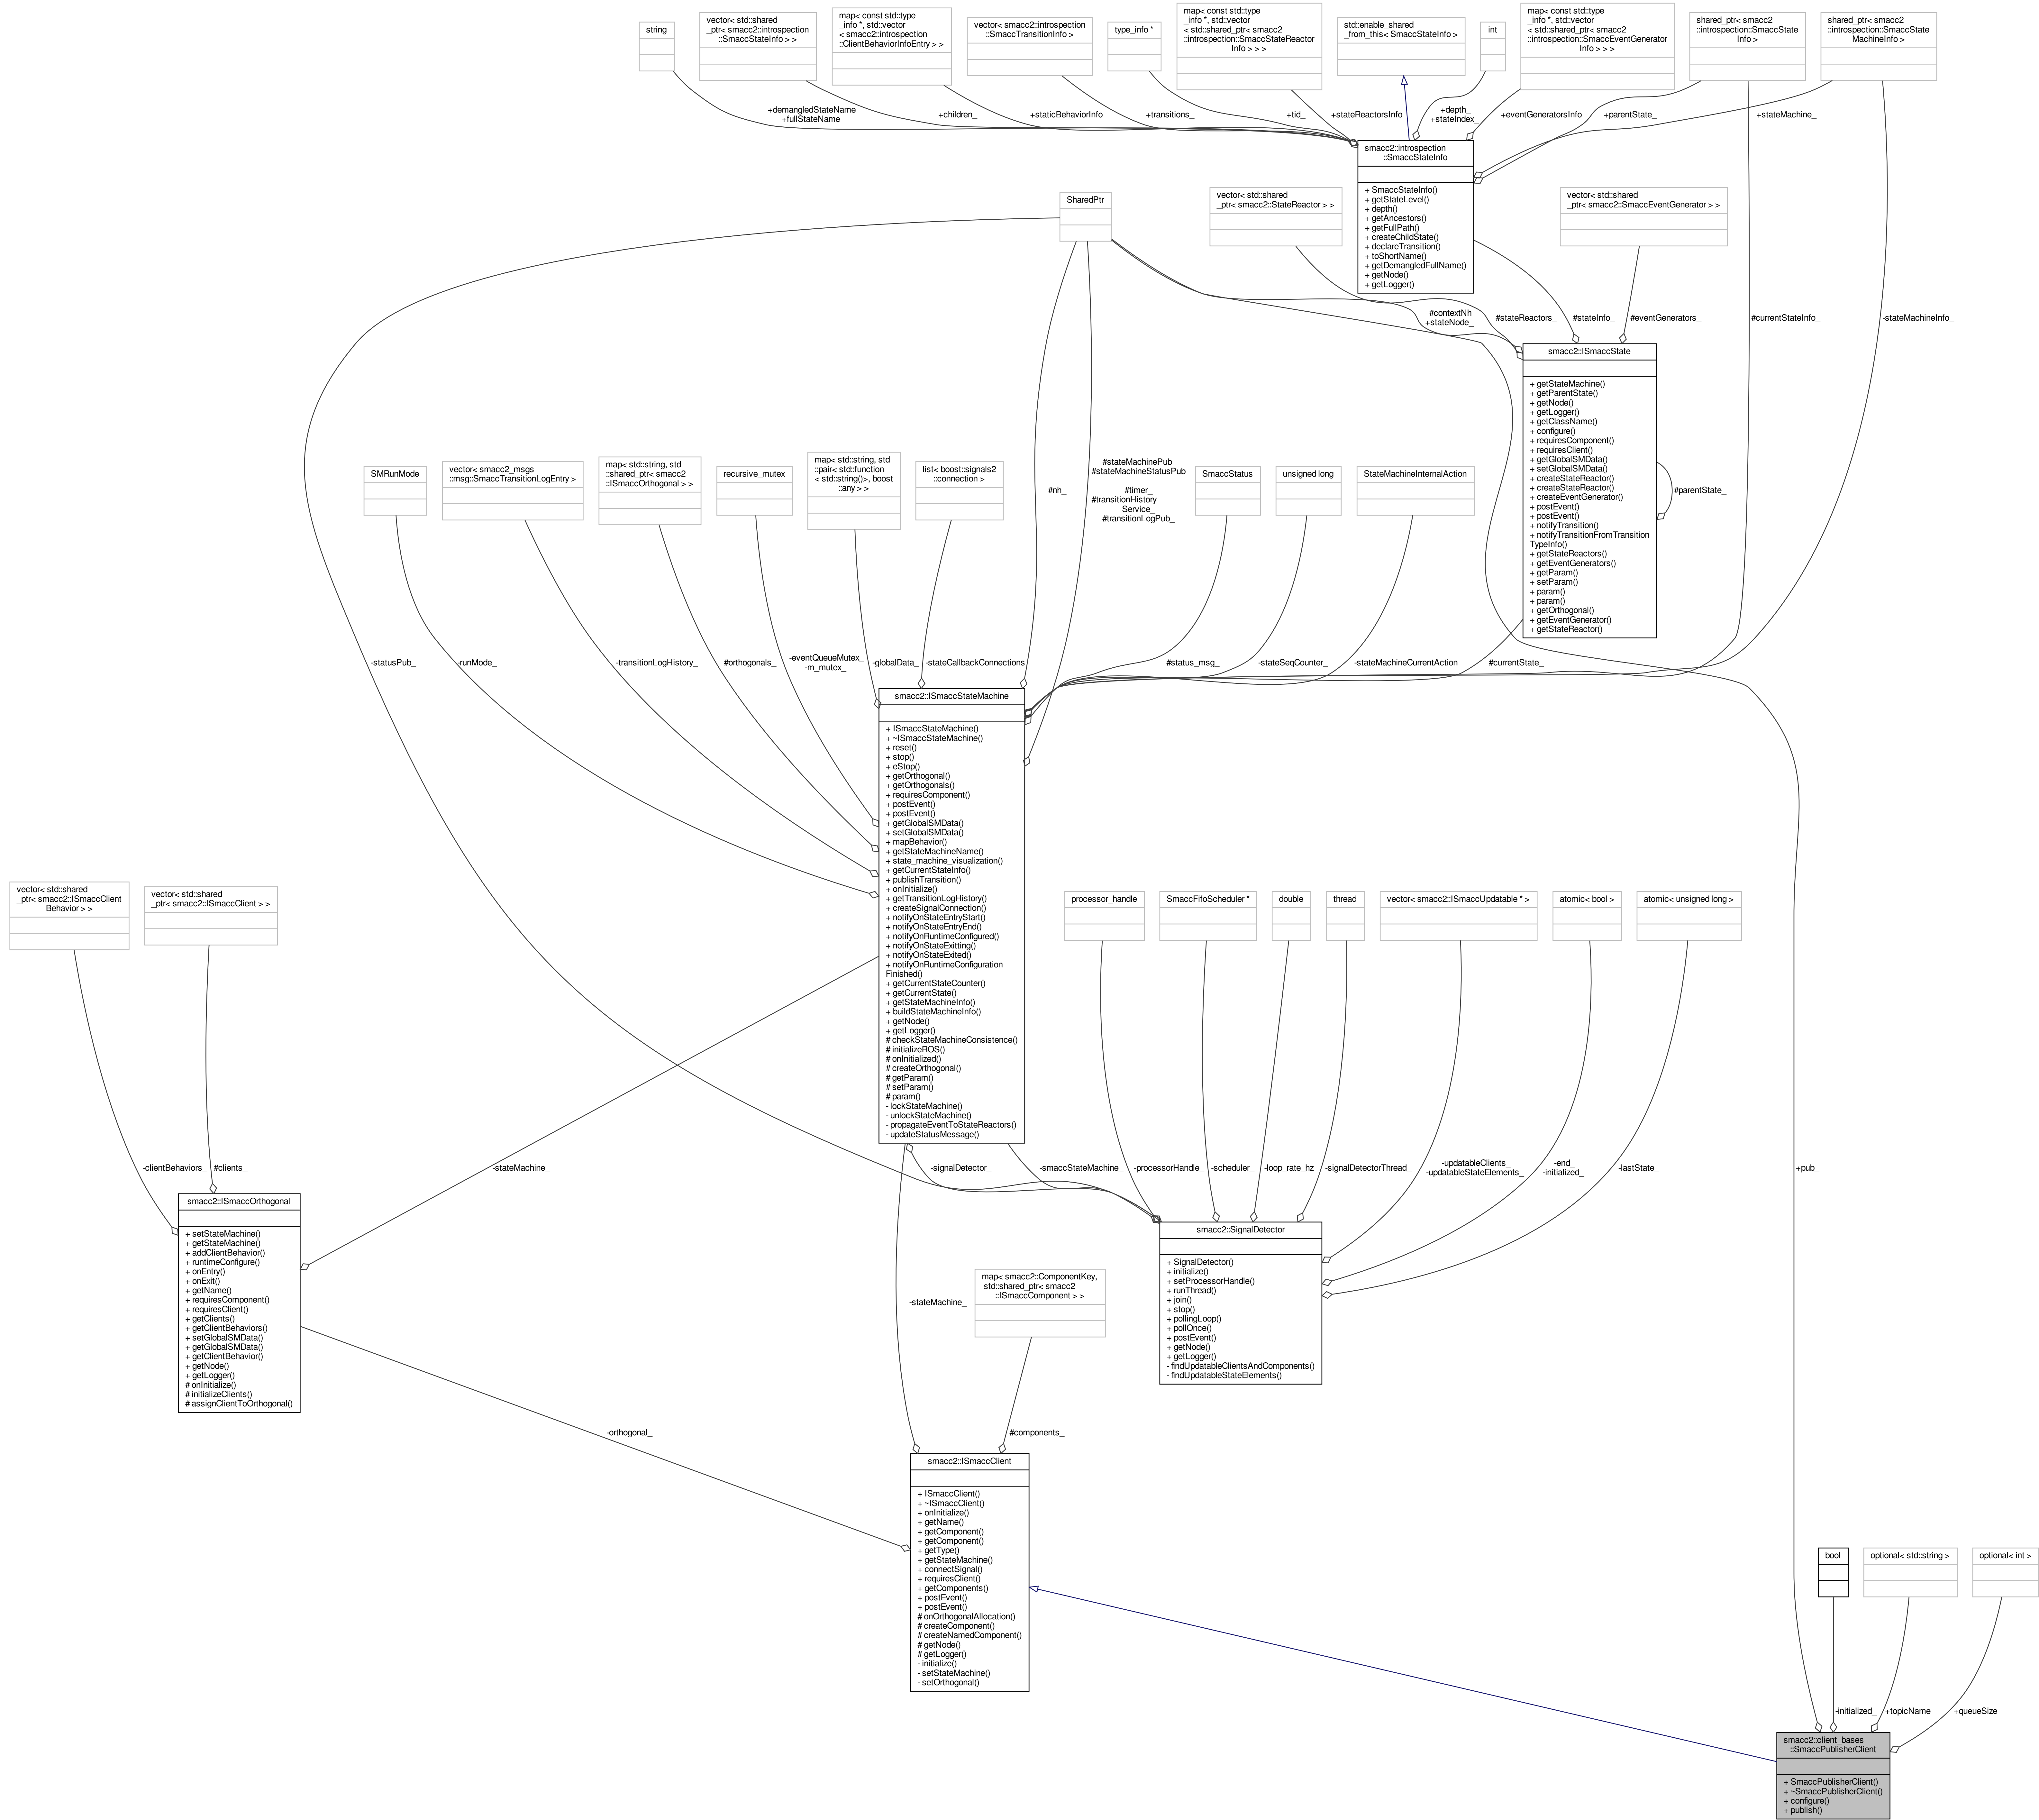 string
vector< std::shared
_ptr< smacc2::introspection
::SmaccStateInfo > >
map< const std::type
_info *, std::vector
< smacc2::introspection
::ClientBehaviorInfoEntry > >
vector< smacc2::introspection
::SmaccTransitionInfo >
type_info *
map< const std::type
_info *, std::vector
< std::shared_ptr< smacc2
::introspection::SmaccStateReactor
Info > > >
std::enable_shared
_from_this< SmaccStateInfo >
int
map< const std::type
_info *, std::vector
< std::shared_ptr< smacc2
::introspection::SmaccEventGenerator
Info > > >
shared_ptr< smacc2
::introspection::SmaccState
Info >
shared_ptr< smacc2
::introspection::SmaccState
MachineInfo >
+demangledStateName
+fullStateName
+children_
+staticBehaviorInfo
+transitions_
+tid_
+stateReactorsInfo
+depth_
+stateIndex_
+eventGeneratorsInfo
+parentState_
+stateMachine_
smacc2::introspection
::SmaccStateInfo
+ SmaccStateInfo()
+ getStateLevel()
+ depth()
+ getAncestors()
+ getFullPath()
+ createChildState()
+ declareTransition()
+ toShortName()
+ getDemangledFullName()
+ getNode()
+ getLogger()
SharedPtr
vector< std::shared
_ptr< smacc2::StateReactor > >
vector< std::shared
_ptr< smacc2::SmaccEventGenerator > >
#contextNh
+stateNode_
#stateReactors_
#stateInfo_
#eventGenerators_
#currentStateInfo_
-stateMachineInfo_
smacc2::ISmaccState
+ getStateMachine()
+ getParentState()
+ getNode()
+ getLogger()
+ getClassName()
+ configure()
+ requiresComponent()
+ requiresClient()
+ getGlobalSMData()
+ setGlobalSMData()
+ createStateReactor()
+ createStateReactor()
+ createEventGenerator()
+ postEvent()
+ postEvent()
+ notifyTransition()
+ notifyTransitionFromTransition
TypeInfo()
+ getStateReactors()
+ getEventGenerators()
+ getParam()
+ setParam()
+ param()
+ param()
+ getOrthogonal()
+ getEventGenerator()
+ getStateReactor()
#parentState_
SMRunMode
vector< smacc2_msgs
::msg::SmaccTransitionLogEntry >
map< std::string, std
::shared_ptr< smacc2
::ISmaccOrthogonal > >
recursive_mutex
map< std::string, std
::pair< std::function
< std::string()>, boost
::any > >
list< boost::signals2
::connection >
#nh_
#stateMachinePub_
#stateMachineStatusPub
_
#timer_
#transitionHistory
Service_
#transitionLogPub_
SmaccStatus
unsigned long
StateMachineInternalAction
-statusPub_
-runMode_
-transitionLogHistory_
#orthogonals_
-eventQueueMutex_
-m_mutex_
-globalData_
-stateCallbackConnections
#status_msg_
-stateSeqCounter_
-stateMachineCurrentAction
#currentState_
smacc2::ISmaccStateMachine
+ ISmaccStateMachine()
+ ~ISmaccStateMachine()
+ reset()
+ stop()
+ eStop()
+ getOrthogonal()
+ getOrthogonals()
+ requiresComponent()
+ postEvent()
+ postEvent()
+ getGlobalSMData()
+ setGlobalSMData()
+ mapBehavior()
+ getStateMachineName()
+ state_machine_visualization()
+ getCurrentStateInfo()
+ publishTransition()
+ onInitialize()
+ getTransitionLogHistory()
+ createSignalConnection()
+ notifyOnStateEntryStart()
+ notifyOnStateEntryEnd()
+ notifyOnRuntimeConfigured()
+ notifyOnStateExitting()
+ notifyOnStateExited()
+ notifyOnRuntimeConfiguration
Finished()
+ getCurrentStateCounter()
+ getCurrentState()
+ getStateMachineInfo()
+ buildStateMachineInfo()
+ getNode()
+ getLogger()
# checkStateMachineConsistence()
# initializeROS()
# onInitialized()
# createOrthogonal()
# getParam()
# setParam()
# param()
- lockStateMachine()
- unlockStateMachine()
- propagateEventToStateReactors()
- updateStatusMessage()
vector< std::shared
_ptr< smacc2::ISmaccClient
Behavior > >
vector< std::shared
_ptr< smacc2::ISmaccClient > >
processor_handle
SmaccFifoScheduler *
double
thread
vector< smacc2::ISmaccUpdatable * >
atomic< bool >
atomic< unsigned long >
-clientBehaviors_
#clients_
-stateMachine_
-signalDetector_
-smaccStateMachine_
-processorHandle_
-scheduler_
-loop_rate_hz
-signalDetectorThread_
-updatableClients_
-updatableStateElements_
-end_
-initialized_
-lastState_
+pub_
smacc2::ISmaccOrthogonal
+ setStateMachine()
+ getStateMachine()
+ addClientBehavior()
+ runtimeConfigure()
+ onEntry()
+ onExit()
+ getName()
+ requiresComponent()
+ requiresClient()
+ getClients()
+ getClientBehaviors()
+ setGlobalSMData()
+ getGlobalSMData()
+ getClientBehavior()
+ getNode()
+ getLogger()
# onInitialize()
# initializeClients()
# assignClientToOrthogonal()
smacc2::SignalDetector
+ SignalDetector()
+ initialize()
+ setProcessorHandle()
+ runThread()
+ join()
+ stop()
+ pollingLoop()
+ pollOnce()
+ postEvent()
+ getNode()
+ getLogger()
- findUpdatableClientsAndComponents()
- findUpdatableStateElements()
map< smacc2::ComponentKey,
std::shared_ptr< smacc2
::ISmaccComponent > >
-stateMachine_
-orthogonal_
#components_
smacc2::ISmaccClient
+ ISmaccClient()
+ ~ISmaccClient()
+ onInitialize()
+ getName()
+ getComponent()
+ getComponent()
+ getType()
+ getStateMachine()
+ connectSignal()
+ requiresClient()
+ getComponents()
+ postEvent()
+ postEvent()
# onOrthogonalAllocation()
# createComponent()
# createNamedComponent()
# getNode()
# getLogger()
- initialize()
- setStateMachine()
- setOrthogonal()
bool
optional< std::string >
optional< int >
-initialized_
+topicName
+queueSize
smacc2::client_bases
::SmaccPublisherClient
+ SmaccPublisherClient()
+ ~SmaccPublisherClient()
+ configure()
+ publish()